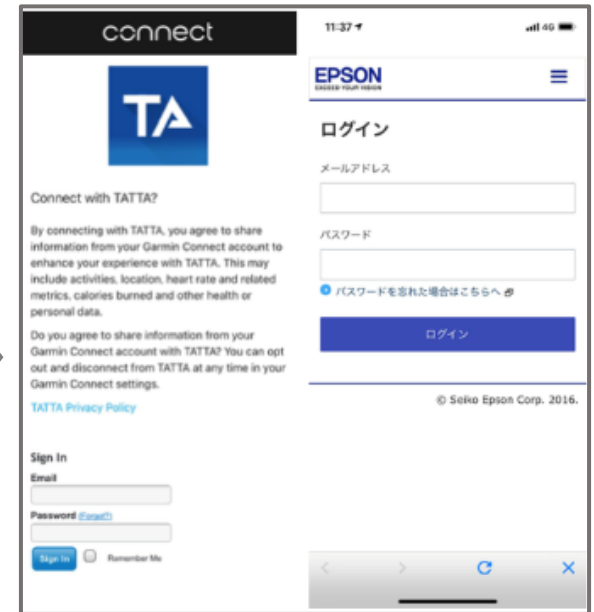 connect
TA
Connect with TATTA?
By connecting with TATTA, you agree to share
information from your Garmin Connect account to
enhance your experience with TATTA. This may
include activities, location, heart rate and related
metrics, calories burned and other health or
personal data.
Do you agree to share information from your
Garmin Connect account with TATTA? You can opt
out and disconnect from TATTA at any time in your
Garmin Connect settings.
TATTA Privacy Policy
Sign In
Email
Password (Forgot?)
Sign In Remember Me
11:37 4G
EPSON
EXCEED YOUR VISION
ログイン
メールアドレス
パスワード
パスワードを忘れた場合はこちらへ
ログイン
© Seiko Epson Corp. 2016.